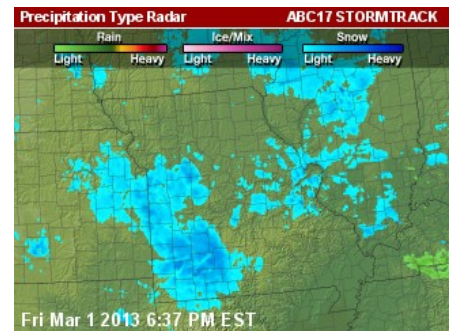 Precipitation Type Radar ABC17 STORMTRACK
Rain Ice/Mix Snow
Light Heavy Light Heavy Light Heavy
Fri Mar 1 2013 6:37 PM EST